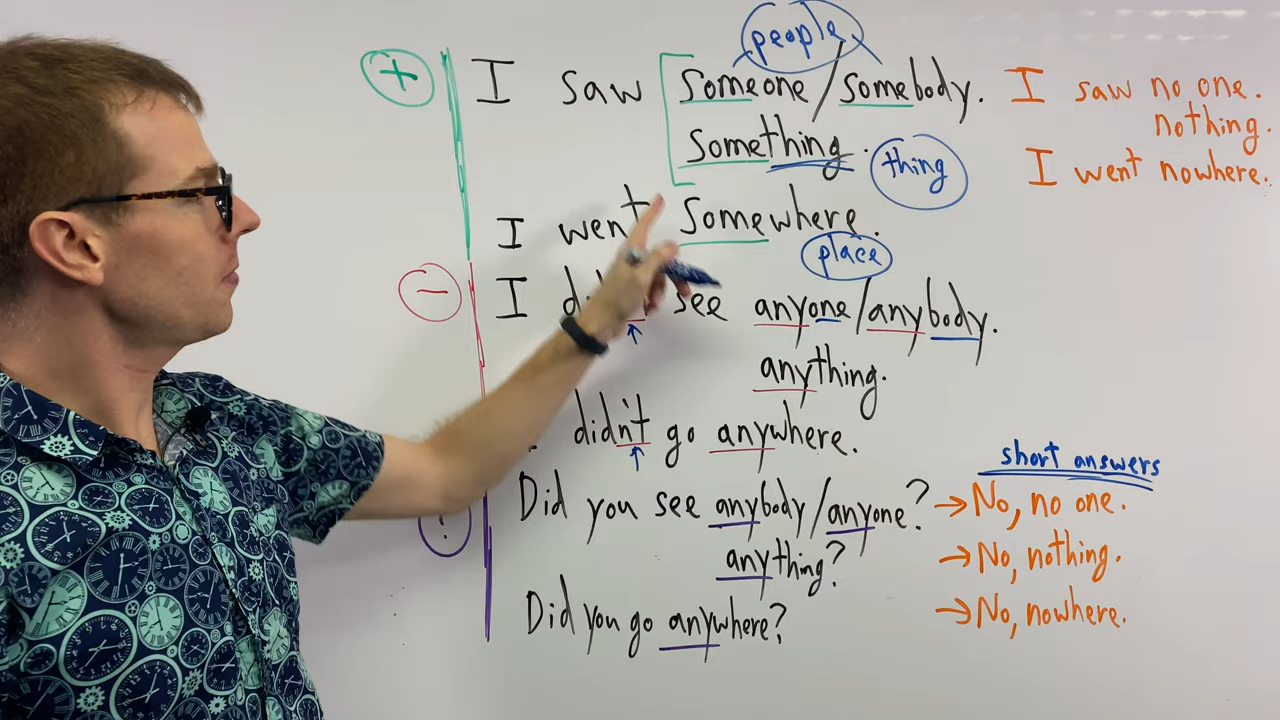 people
+ I saw someone/somebody. I saw no one.
something. thing nothing.
I went somewhere. I went nowhere.
place
- I see anyone/anybody.
anything.
didn't go anywhere.
short answers
Did you see anybody/anyone? → No, no one.
anything? → No, nothing.
Did you go anywhere? → No, nowhere.